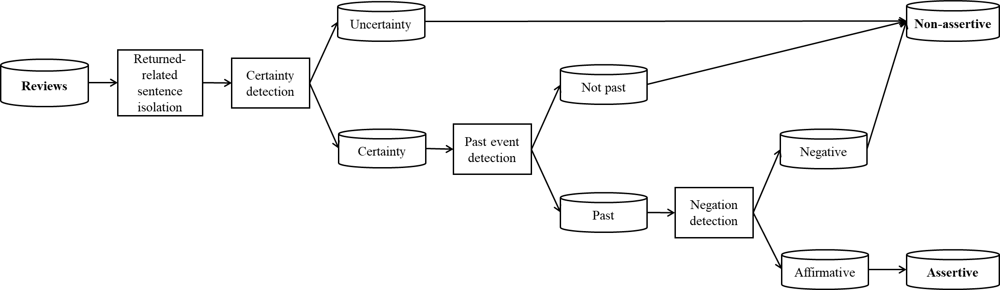 Reviews
Returned-
related
sentence
isolation
Certainty
detection
Uncertainty
Certainty
Past event
detection
Not past
Past
Negation
detection
Negative
Affirmative
Non-assertive
Assertive